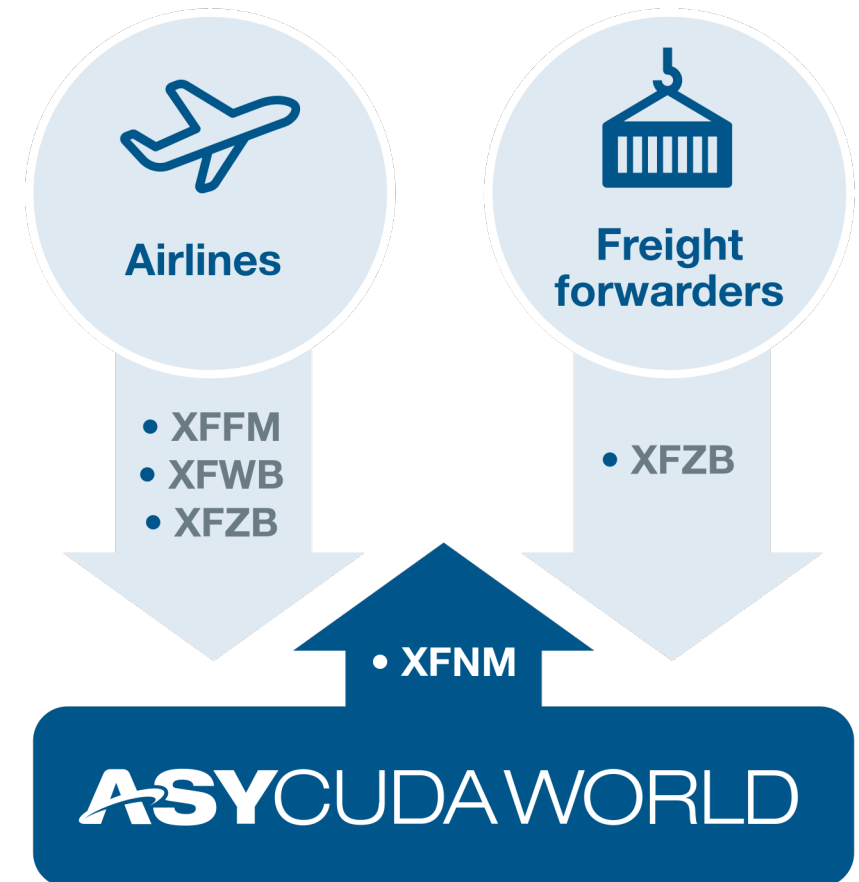 Airlines
Freight
forwarders
• XFFM
• XFWB
• XFZB
• XFZB
• XFNM
ASYCUDA WORLD